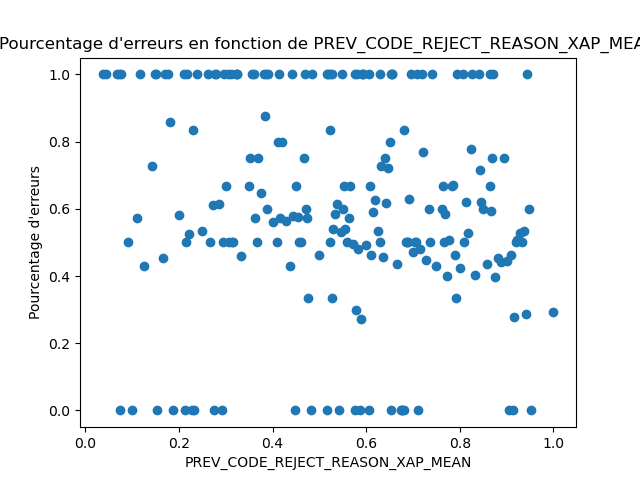 Pourcentage d'erreurs en fonction de PREV_CODE_REJECT_REASON_XAP_MEA
1.0
0.8
0.6
0.4
0.2
0.0
Pourcentage d'erreurs
0.0 0.2 0.4 0.6 0.8 1.0
PREV_CODE_REJECT_REASON_XAP_MEAN